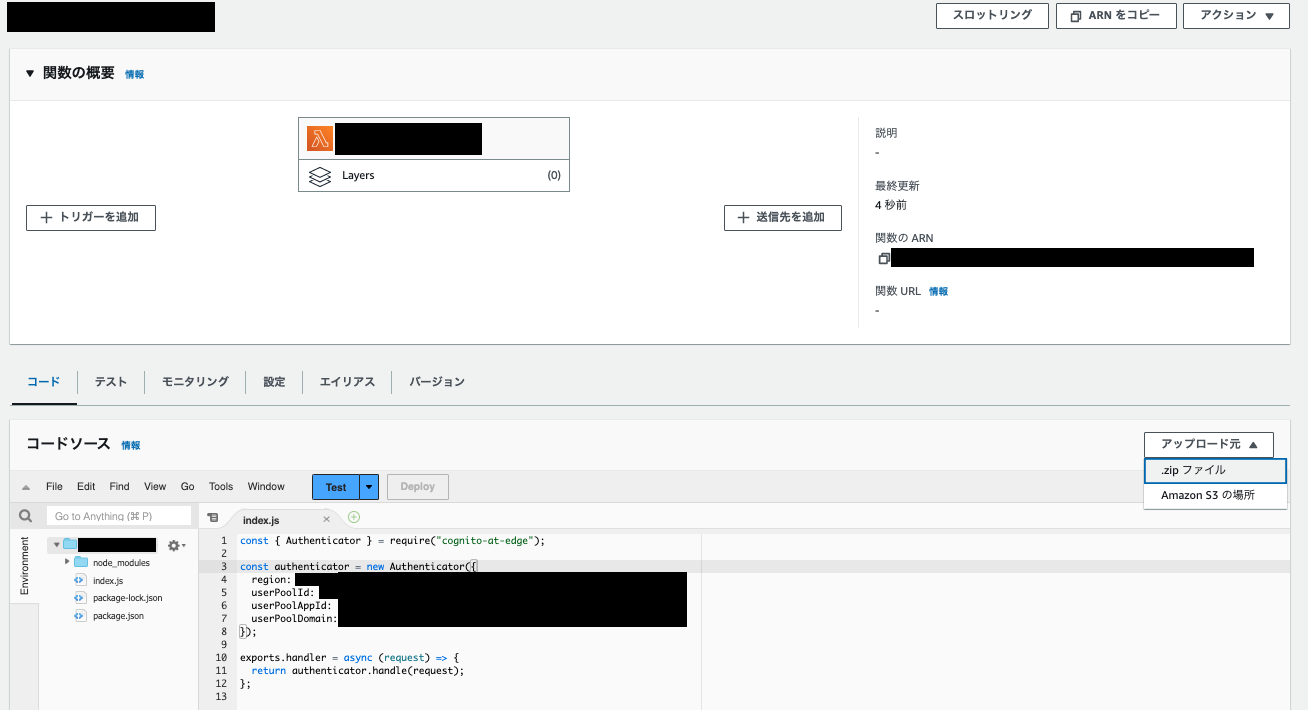 スロットリング ARN をコピー アクション ▼
▼ 関数の概要 情報
Layers (0)
+ トリガーを追加
+ 送信先を追加
説明
-
最終更新
4 秒前
関数の ARN
関数 URL 情報
-
コード テスト モニタリング 設定 エイリアス バージョン
コードソース 情報
アップロード元 ▲
.zip ファイル
Amazon S3 の場所
File Edit Find View Go Tools Window Test Deploy
Go to Anything (⌘ P)
Environment
node_modules
index.js
package-lock.json
package.json
index.js ×
1 const { Authenticator } = require("cognito-at-edge");
2
3 const authenticator = new Authenticator({
4 region:
5 userPoolId:
6 userPoolAppId:
7 userPoolDomain:
8 });
9
10 exports.handler = async (request) => {
11 return authenticator.handle(request);
12 };
13